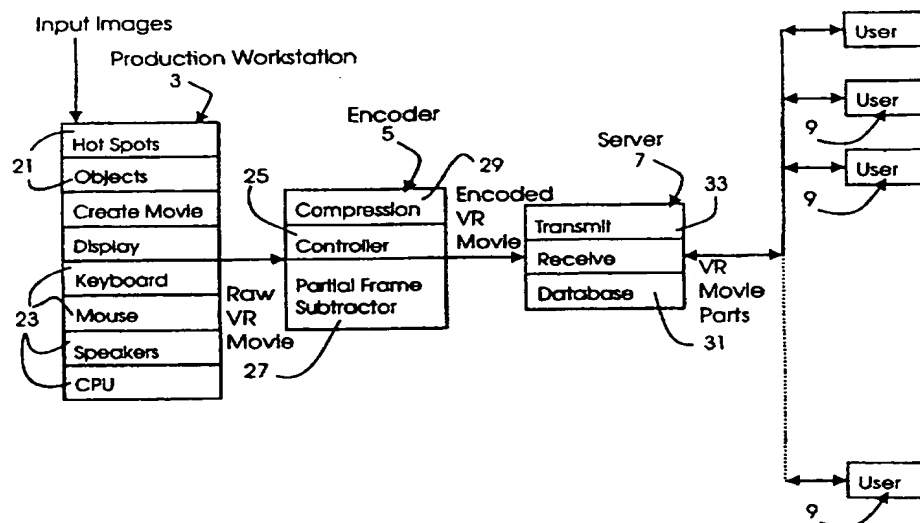 Input Images
Production Workstation
3
Hot Spots
21
Objects
Create Movie
Display
Keyboard
23
Mouse
Speakers
CPU
Raw
VR
Movie
Encoder
5
29
25
Compression
Controller
Partial Frame
Subtractor
27
Encoded
VR
Movie
Server
7
33
Transmit
Receive
Database
31
VR
Movie
Parts
User
User
9
User
9
User
9